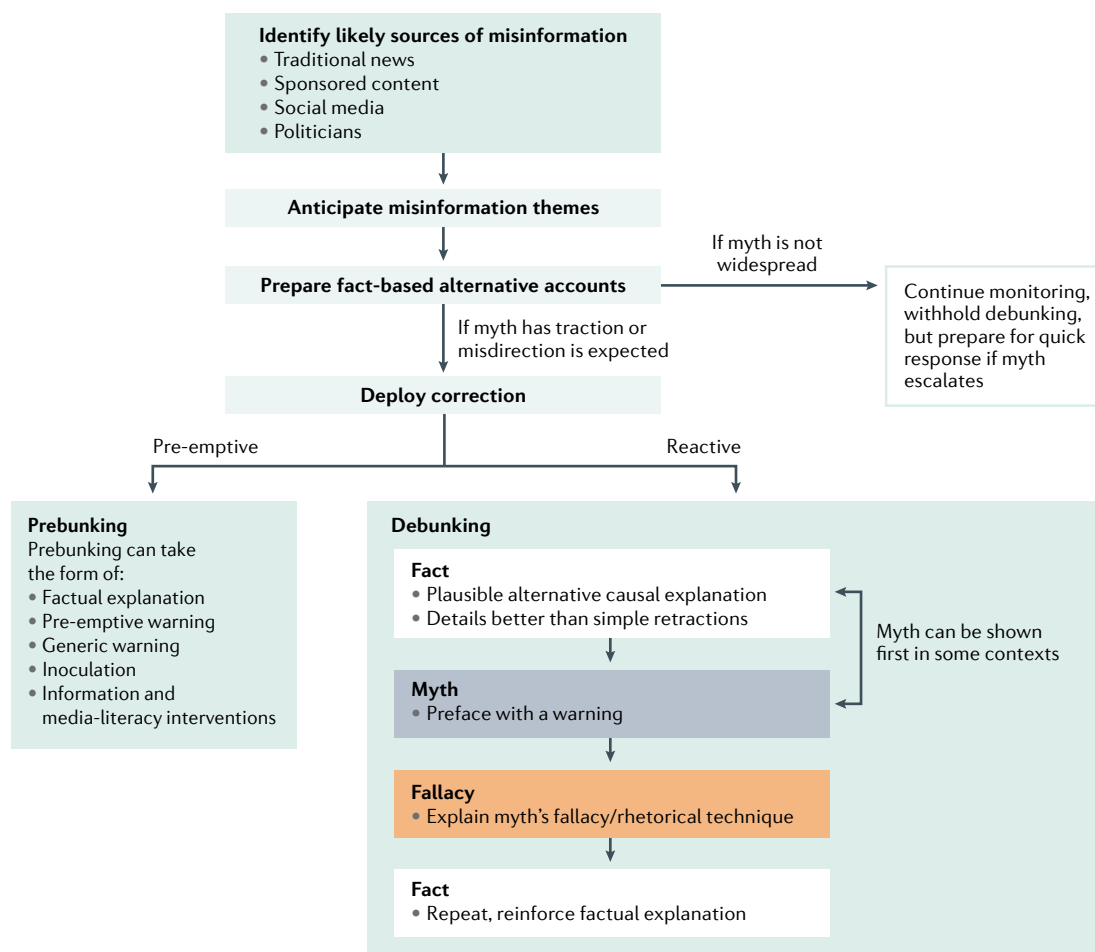 Identify likely sources of misinformation
• Traditional news
• Sponsored content
• Social media
• Politicians
Anticipate misinformation themes
If myth is not
widespread
Prepare fact-based alternative accounts
Continue monitoring,
withhold debunking,
but prepare for quick
response if myth
escalates
If myth has traction or
misdirection is expected
Deploy correction
Pre-emptive
Reactive
Prebunking
Prebunking can take
the form of:
• Factual explanation
• Pre-emptive warning
• Generic warning
• Inoculation
• Information and
media-literacy interventions
Debunking
Fact
• Plausible alternative causal explanation
• Details better than simple retractions
Myth can be shown
first in some contexts
Myth
• Preface with a warning
Fallacy
• Explain myth's fallacy/rhetorical technique
Fact
• Repeat, reinforce factual explanation